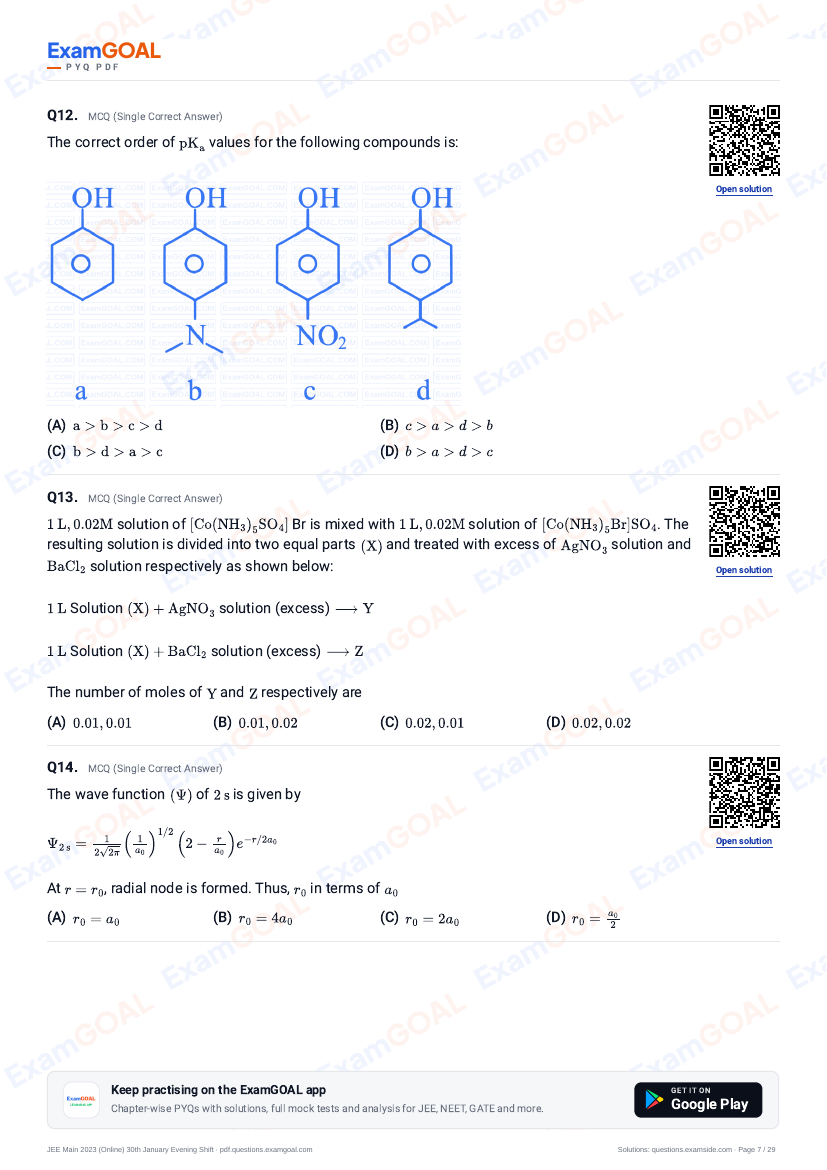 ExamGOAL
PYQ PDF
Q12. MCQ (Single Correct Answer)
The correct order of pKₐ values for the following compounds is:
Open solution
OH OH OH OH
N NO₂
a b c d
(A) a > b > c > d (B) c > a > d > b
(C) b > d > a > c (D) b > a > d > c
Q13. MCQ (Single Correct Answer)
1 L, 0.02M solution of [Co(NH₃)₅SO₄] Br is mixed with 1 L, 0.02M solution of [Co(NH₃)₅Br]SO₄. The
resulting solution is divided into two equal parts (X) and treated with excess of AgNO₃ solution and
BaCl₂ solution respectively as shown below:
Open solution
1 L Solution (X) + AgNO₃ solution (excess) ⟶ Y
1 L Solution (X) + BaCl₂ solution (excess) ⟶ Z
The number of moles of Y and Z respectively are
(A) 0.01, 0.01 (B) 0.01, 0.02 (C) 0.02, 0.01 (D) 0.02, 0.02
Q14. MCQ (Single Correct Answer)
The wave function (Ψ) of 2 s is given by
Open solution
Ψ₂ₛ = 1/(2√2π) (1/a₀)^1/2 (2 − r/a₀) e^−r/2a₀
At r = r₀, radial node is formed. Thus, r₀ in terms of a₀
(A) r₀ = a₀ (B) r₀ = 4a₀ (C) r₀ = 2a₀ (D) r₀ = a₀/2
ExamGOAL
Keep practising on the ExamGOAL app
Chapter-wise PYQs with solutions, full mock tests and analysis for JEE, NEET, GATE and more.
GET IT ON
Google Play
JEE Main 2023 (Online) 30th January Evening Shift · pdf.questions.examgoal.com
Solutions: questions.examside.com · Page 7 / 29